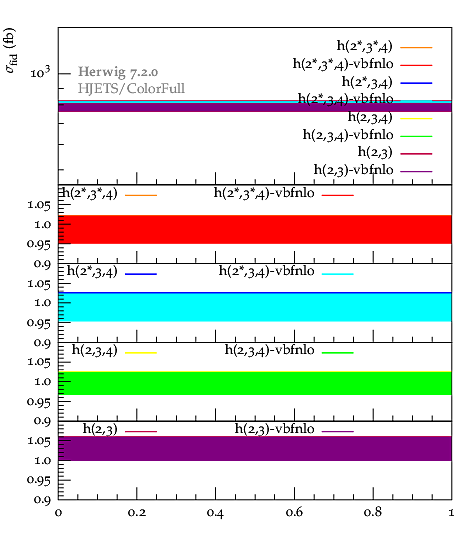 σfid (fb)
10³
Herwig 7.2.0
HJETS/ColorFull
h(2*,3*,4)
h(2*,3*,4)-vbfnlo
h(2*,3,4)
h(2*,3,4)-vbfnlo
h(2,3,4)
h(2,3,4)-vbfnlo
h(2,3)
h(2,3)-vbfnlo
h(2*,3*,4) h(2*,3*,4)-vbfnlo
1.05
1.0
0.95
0.9
h(2*,3,4) h(2*,3,4)-vbfnlo
1.05
1.0
0.95
0.9
h(2,3,4) h(2,3,4)-vbfnlo
1.05
1.0
0.95
0.9
h(2,3) h(2,3)-vbfnlo
1.05
1.0
0.95
0.9
0 0.2 0.4 0.6 0.8 1